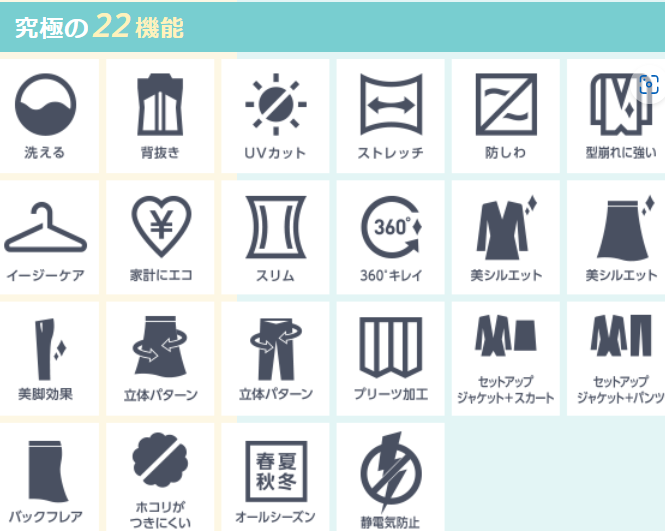 究極の22機能
洗える
背抜き
UVカット
ストレッチ
防しわ
型崩れに強い
イージーケア
¥
家計にエコ
スリム
360°
360°キレイ
美シルエット
美シルエット
美脚効果
立体パターン
立体パターン
プリーツ加工
セットアップ
ジャケット+スカート
セットアップ
ジャケット+パンツ
バックフレア
ホコリが
つきにくい
春夏
秋冬
オールシーズン
静電気防止